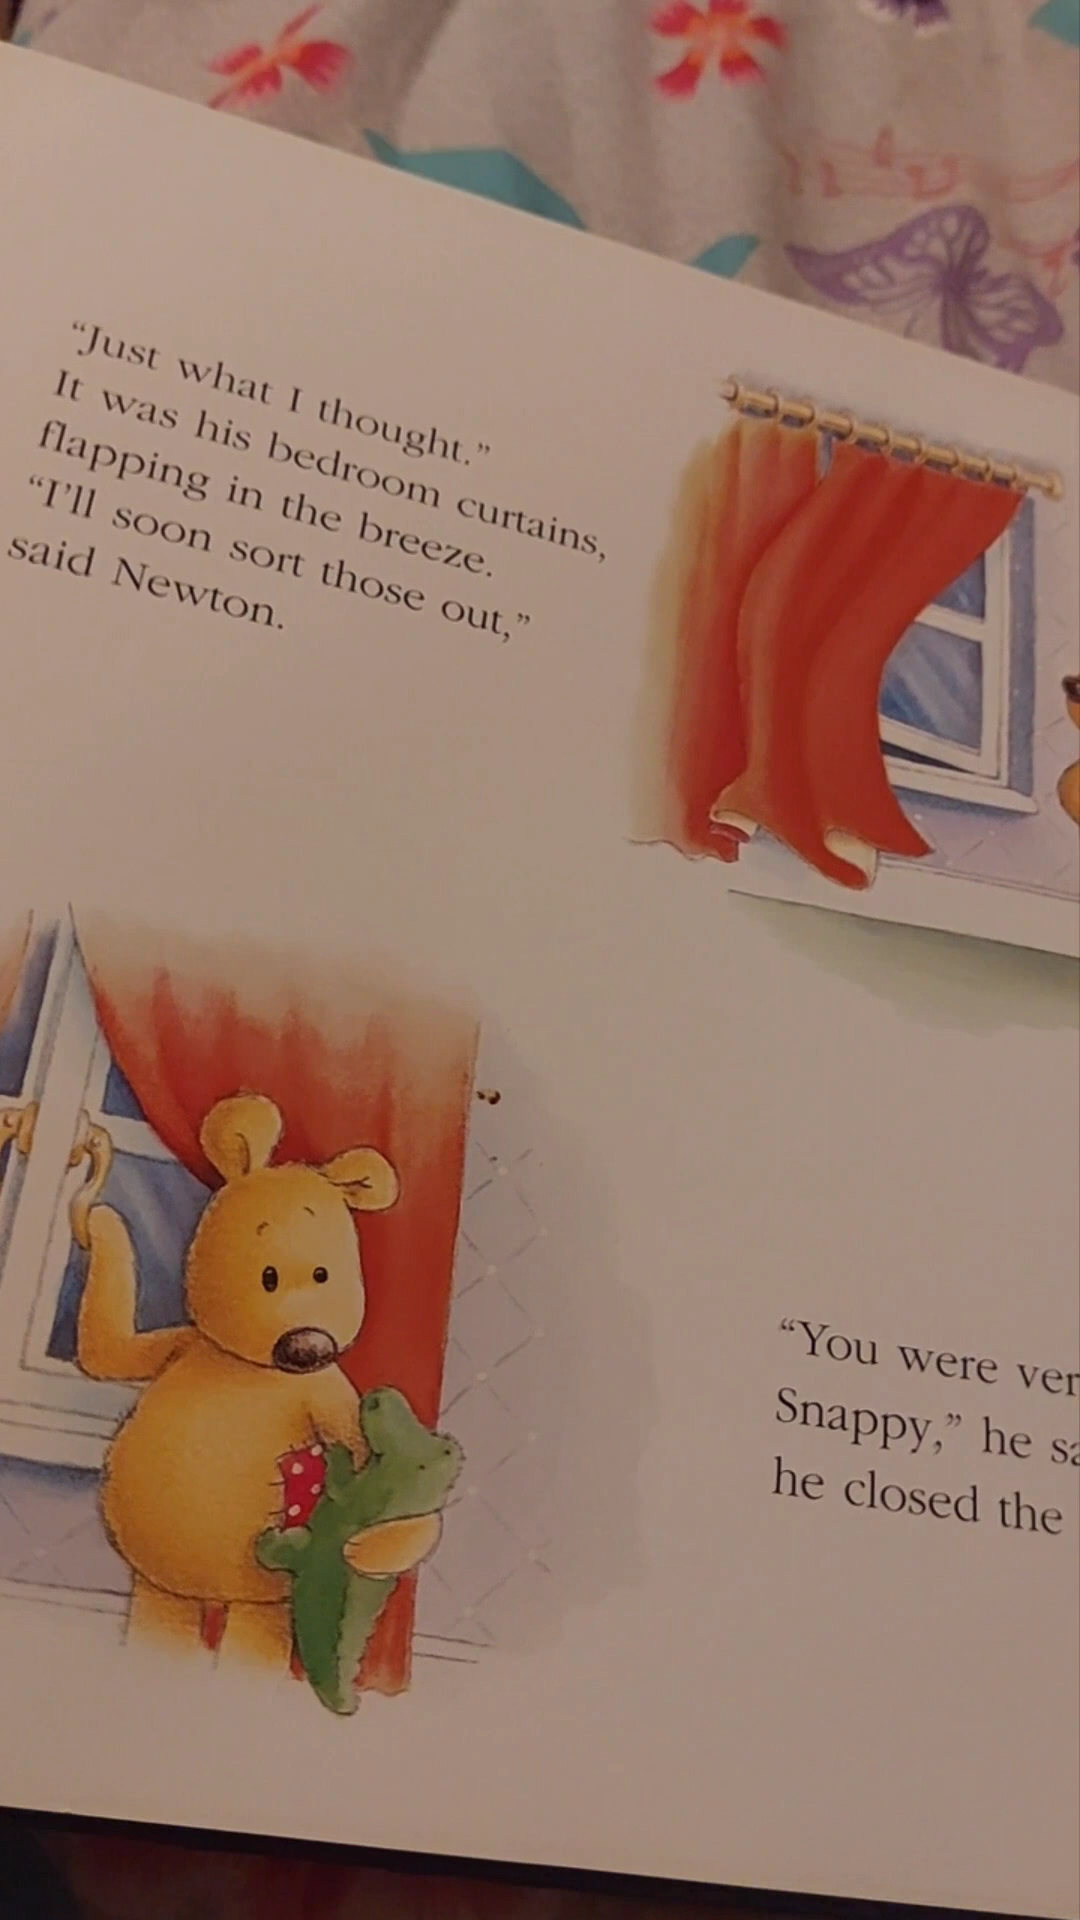 “Just what I thought.”
It was his bedroom curtains,
flapping in the breeze.
“I’ll soon sort those out,”
said Newton.
“You were
Snappy,” he
he closed the